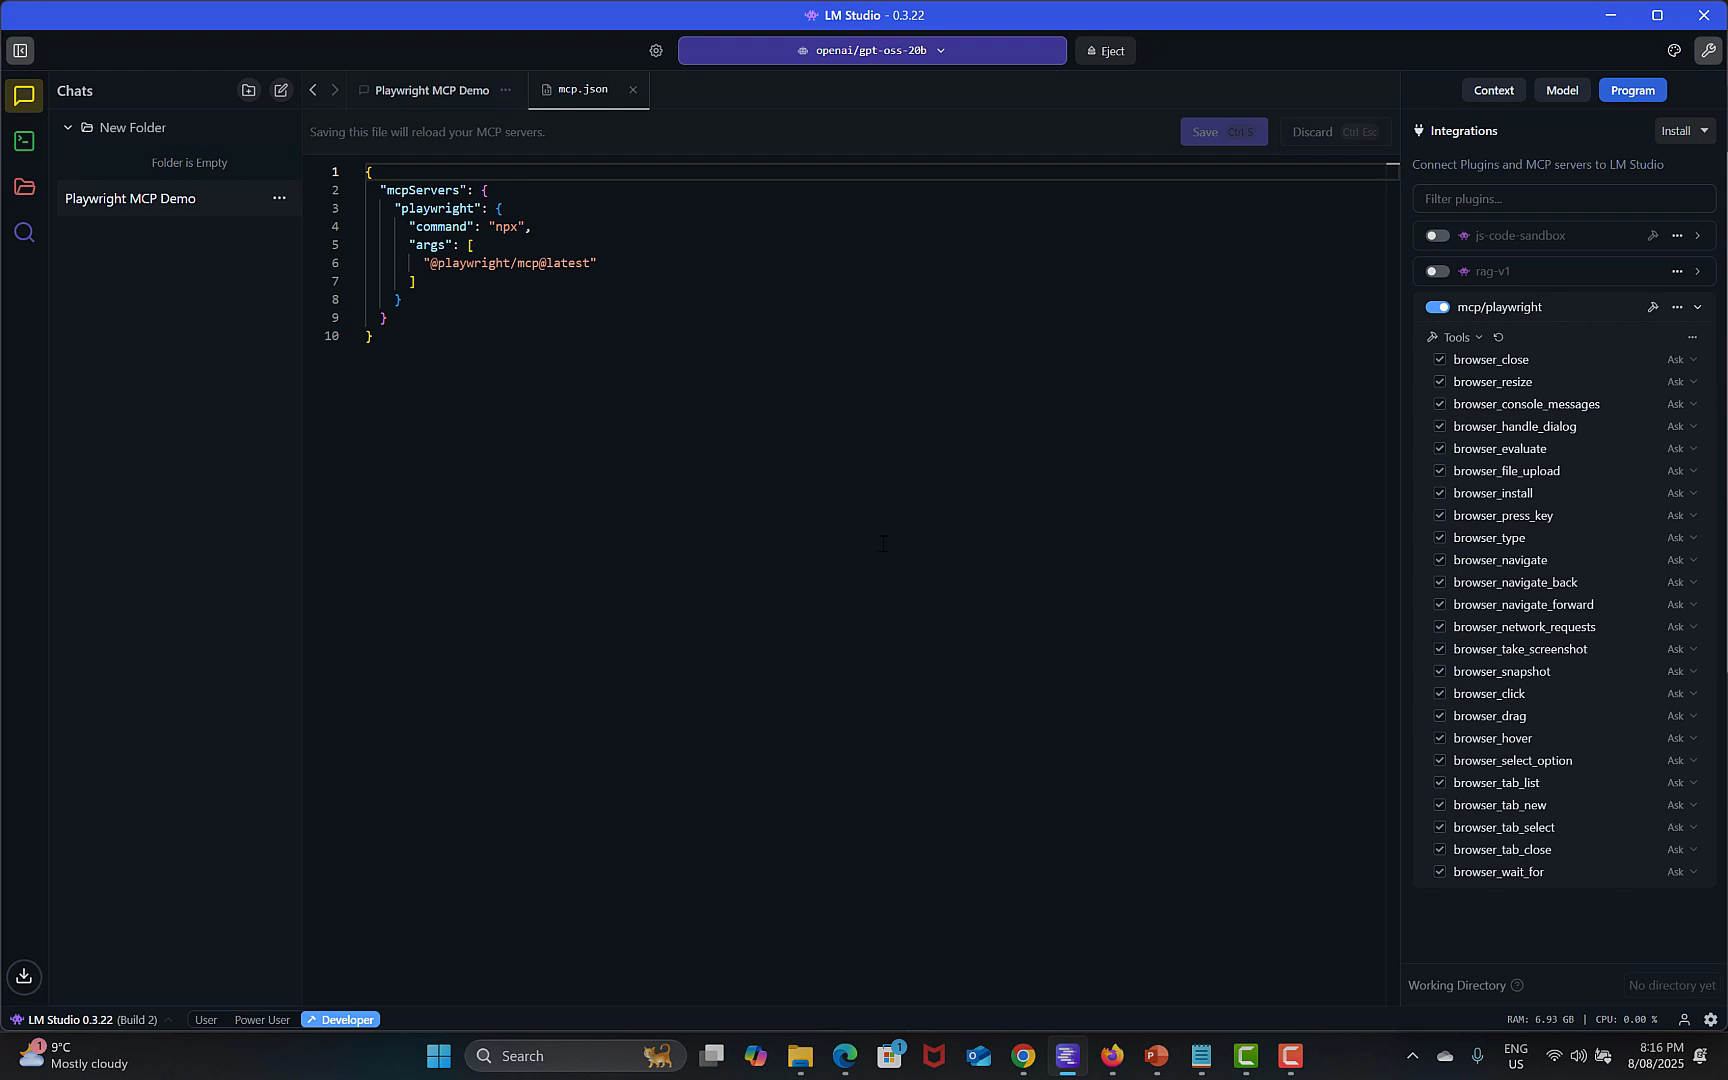 LM Studio - 0.3.22
openai/gpt-oss-20b
Eject
Chats
Playwright MCP Demo
mcp.json
Context
Model
Program
New Folder
Folder is Empty
Playwright MCP Demo
Saving this file will reload your MCP servers.
Save Ctrl S
Discard Ctrl Esc
1 {
2 "mcpServers": {
3 "playwright": {
4 "command": "npx",
5 "args": [
6 "@playwright/mcp@latest"
7 ]
8 }
9 }
10 }
Integrations
Install
Connect Plugins and MCP servers to LM Studio
Filter plugins...
js-code-sandbox
rag-v1
mcp/playwright
Tools
browser_close Ask
browser_resize Ask
browser_console_messages Ask
browser_handle_dialog Ask
browser_evaluate Ask
browser_file_upload Ask
browser_install Ask
browser_press_key Ask
browser_type Ask
browser_navigate Ask
browser_navigate_back Ask
browser_navigate_forward Ask
browser_network_requests Ask
browser_take_screenshot Ask
browser_snapshot Ask
browser_click Ask
browser_drag Ask
browser_hover Ask
browser_select_option Ask
browser_tab_list Ask
browser_tab_new Ask
browser_tab_select Ask
browser_tab_close Ask
browser_wait_for Ask
Working Directory ?
No directory yet
LM Studio 0.3.22 (Build 2)
User
Power User
Developer
RAM: 6.93 GB | CPU: 0.00 %
1
9°C
Mostly cloudy
Search
1
ENG
US
8:16 PM
8/08/2025